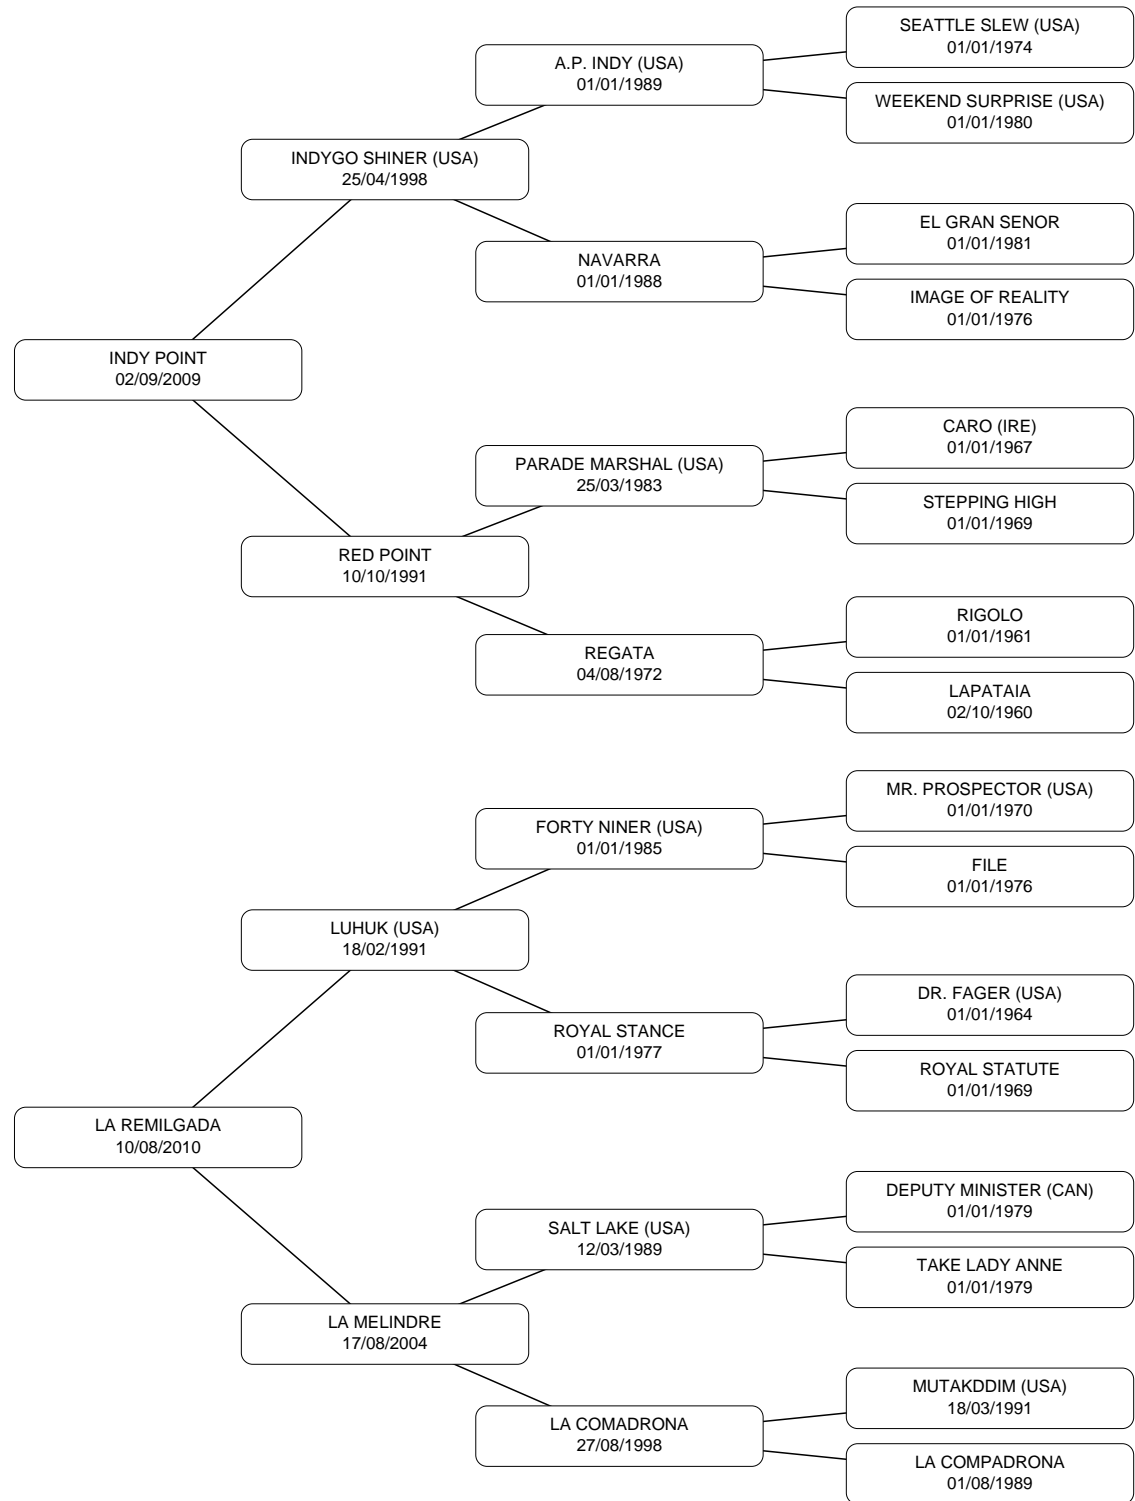 SEATTLE SLEW (USA)
01/01/1974
A.P. INDY (USA)
01/01/1989
WEEKEND SURPRISE (USA)
01/01/1980
INDYGO SHINER (USA)
25/04/1998
EL GRAN SENOR
01/01/1981
NAVARRA
01/01/1988
IMAGE OF REALITY
01/01/1976
INDY POINT
02/09/2009
CARO (IRE)
01/01/1967
PARADE MARSHAL (USA)
25/03/1983
STEPPING HIGH
01/01/1969
RED POINT
10/10/1991
RIGOLO
01/01/1961
REGATA
04/08/1972
LAPATAIA
02/10/1960
MR. PROSPECTOR (USA)
01/01/1970
FORTY NINER (USA)
01/01/1985
FILE
01/01/1976
LUHUK (USA)
18/02/1991
DR. FAGER (USA)
01/01/1964
ROYAL STANCE
01/01/1977
ROYAL STATUTE
01/01/1969
LA REMILGADA
10/08/2010
DEPUTY MINISTER (CAN)
01/01/1979
SALT LAKE (USA)
12/03/1989
TAKE LADY ANNE
01/01/1979
LA MELINDRE
17/08/2004
MUTAKDDIM (USA)
18/03/1991
LA COMADRONA
27/08/1998
LA COMPADRONA
01/08/1989